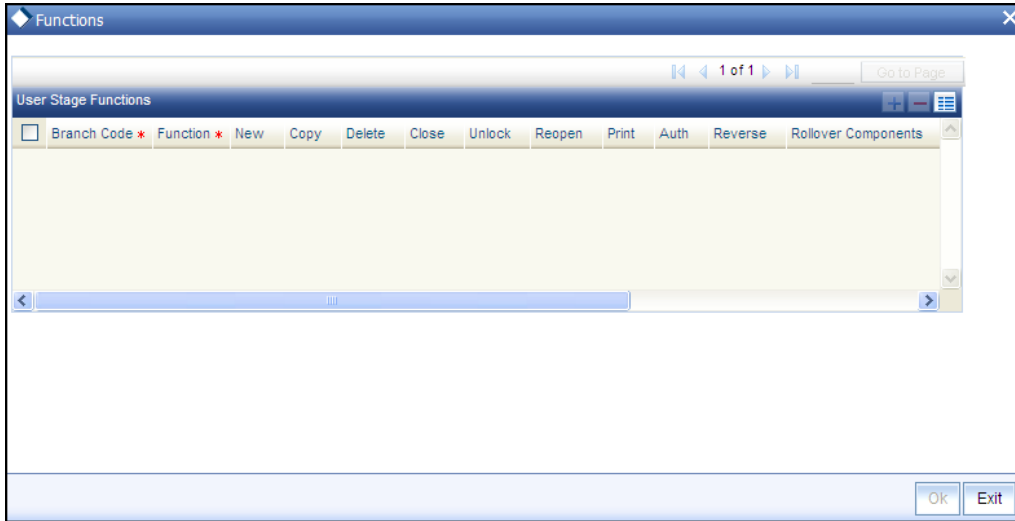 Functions
1 of 1 Go to Page
User Stage Functions
Branch Code * Function * New Copy Delete Close Unlock Reopen Print Auth Reverse Rollover Components
Ok Exit